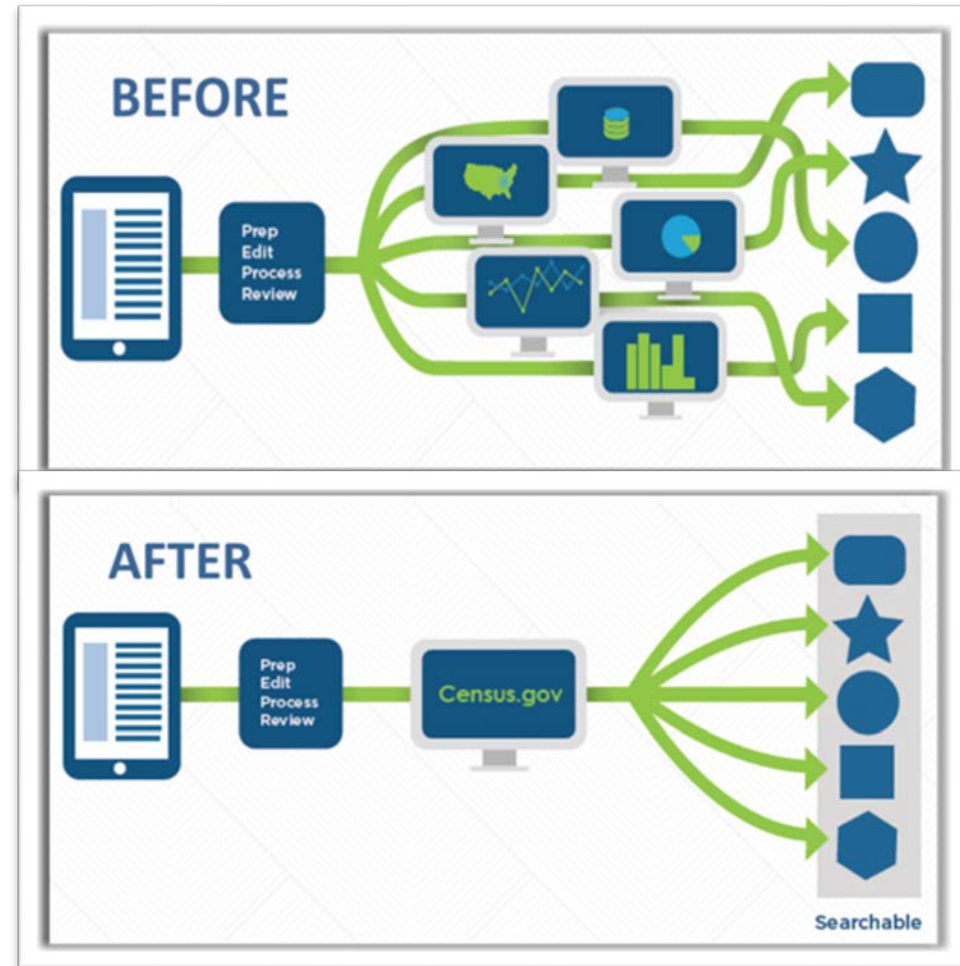 BEFORE
Prep
Edit
Process
Review
AFTER
Prep
Edit
Process
Review
Census.gov
Searchable